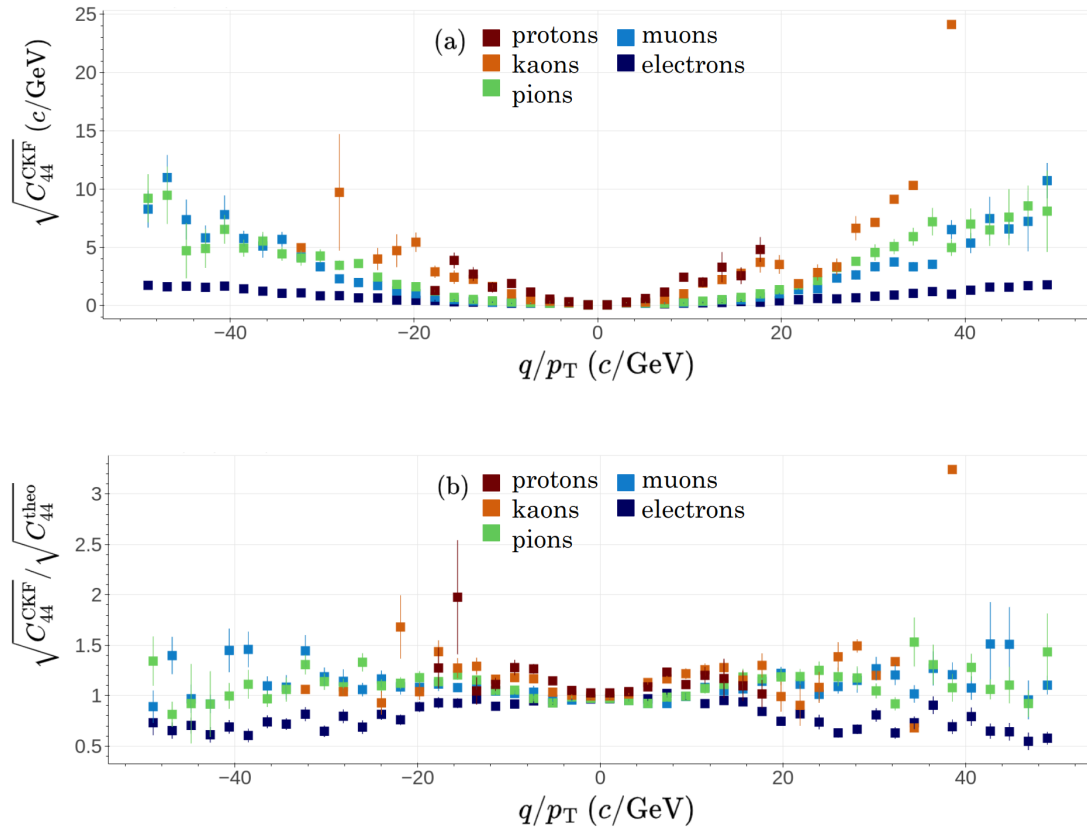 (a)
protons
kaons
pions
muons
electrons
√C₄₄^CKF (c/GeV)
25
20
15
10
5
0
−40
−20
0
20
40
q/p_T (c/GeV)
(b)
protons
kaons
pions
muons
electrons
√C₄₄^CKF/√C₄₄^theo
3
2.5
2
1.5
1
0.5
−40
−20
0
20
40
q/p_T (c/GeV)